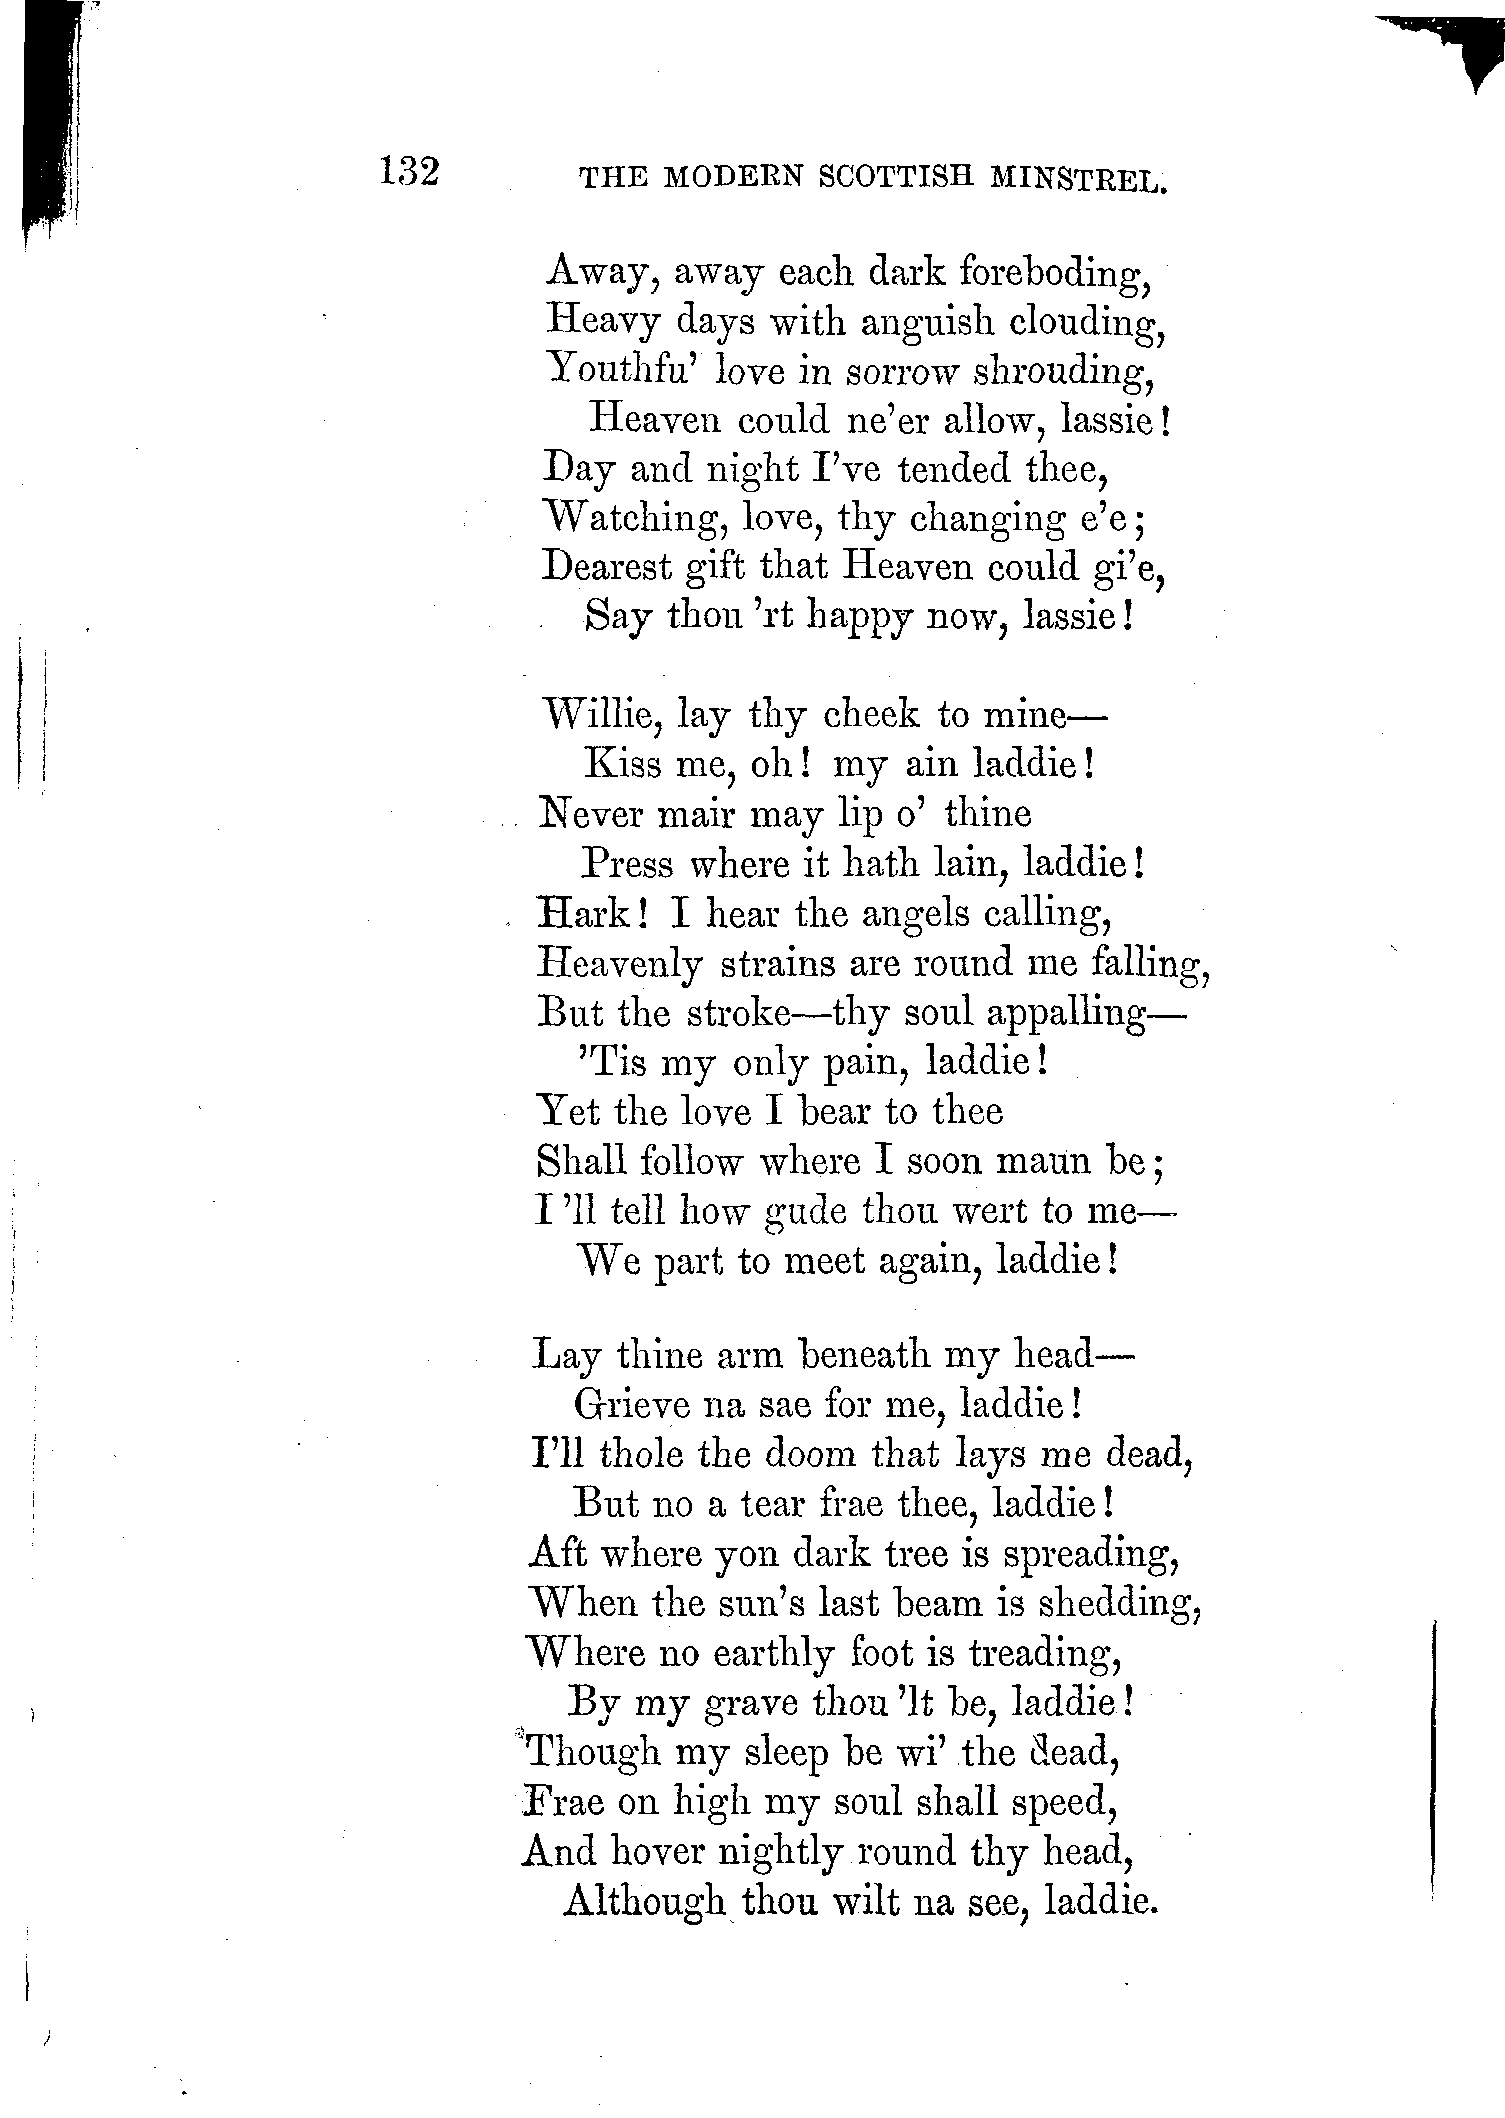 132 THE MODERN SCOTTISH MINSTREL.
Away, away each dark foreboding,
Heavy days with anguish clouding,
Youthfu' love in sorrow shrouding,
Heaven could ne'er allow, lassie!
Day and night I've tended thee,
Watching, love, thy changing e'e;
Dearest gift that Heaven could gi'e,
Say thou 'rt happy now, lassie!
Willie, lay thy cheek to mine—
Kiss me, oh! my ain laddie!
Never mair may lip o' thine
Press where it hath lain, laddie!
Hark! I hear the angels calling,
Heavenly strains are round me falling,
But the stroke—thy soul appalling—
'Tis my only pain, laddie!
Yet the love I bear to thee
Shall follow where I soon maun be;
I 'll tell how gude thou wert to me—
We part to meet again, laddie!
Lay thine arm beneath my head—
Grieve na sae for me, laddie!
I'll thole the doom that lays me dead,
But no a tear frae thee, laddie!
Aft where yon dark tree is spreading,
When the sun's last beam is shedding,
Where no earthly foot is treading,
By my grave thou 'lt be, laddie!
Though my sleep be wi' the dead,
Frae on high my soul shall speed,
And hover nightly round thy head,
Although thou wilt na see, laddie.